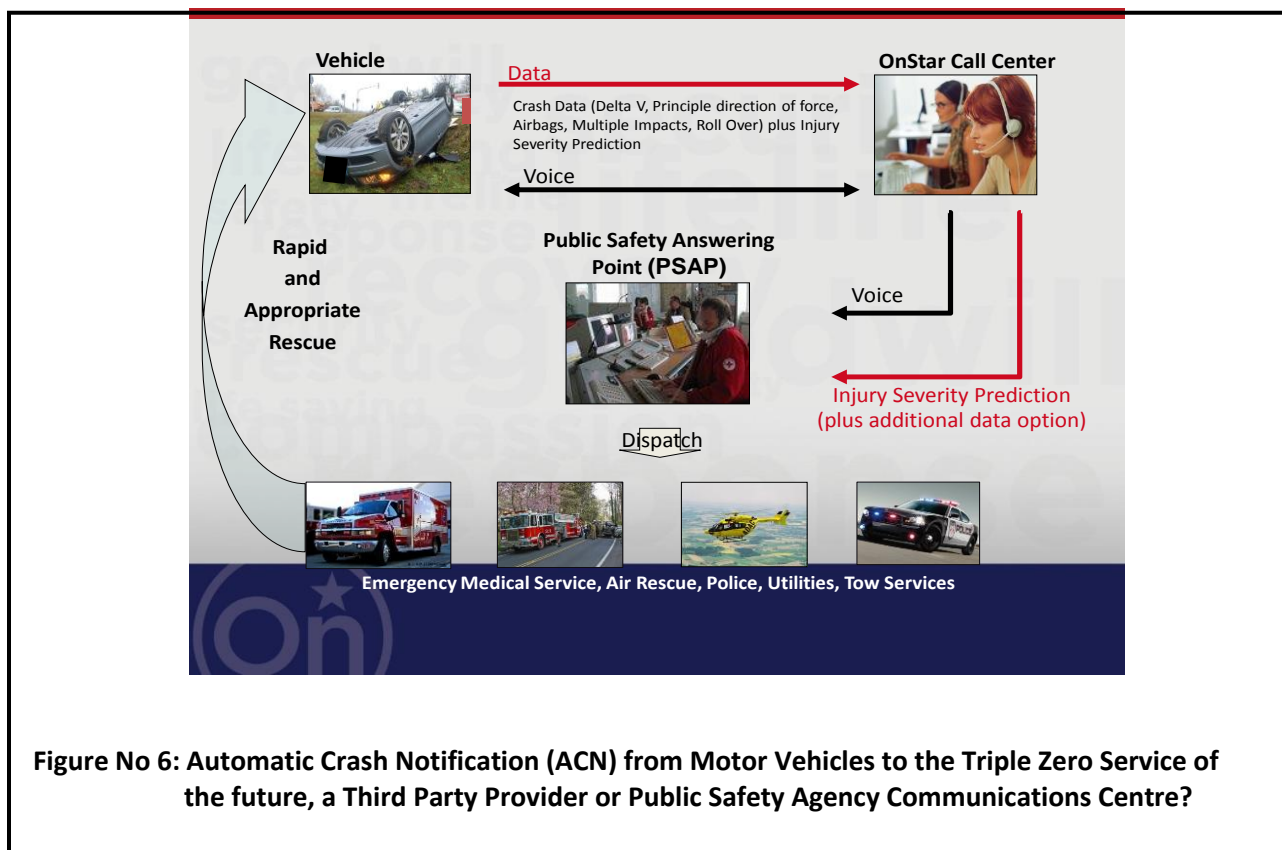 Vehicle
OnStar Call Center
Data
Crash Data (Delta V, Principle direction of force,
Airbags, Multiple Impacts, Roll Over) plus Injury
Severity Prediction
Voice
Public Safety Answering
Point (PSAP)
Rapid
and
Appropriate
Rescue
Voice
Injury Severity Prediction
(plus additional data option)
Dispatch
POLICE
Emergency Medical Service, Air Rescue, Police, Utilities, Tow Services
On
Figure No 6: Automatic Crash Notification (ACN) from Motor Vehicles to the Triple Zero Service of
the future, a Third Party Provider or Public Safety Agency Communications Centre?